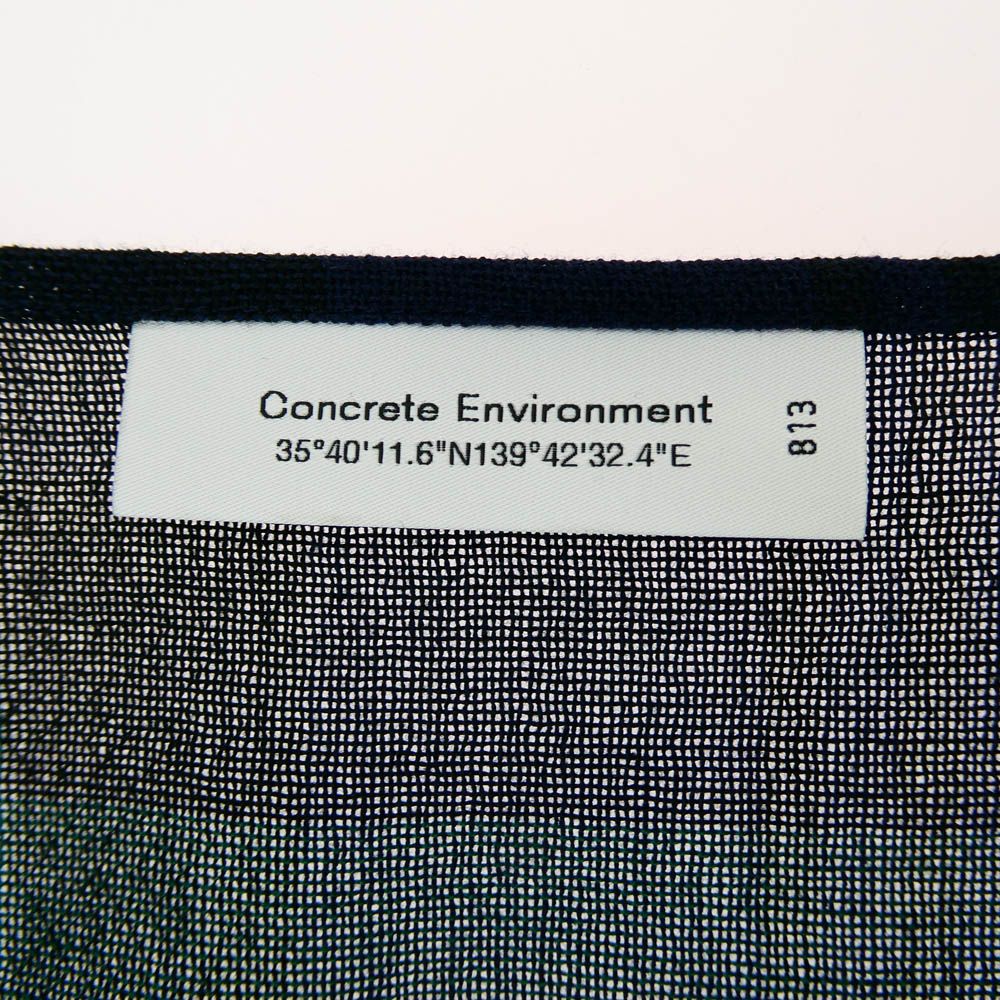 Concrete Environment
35°40'11.6"N139°42'32.4"E
813